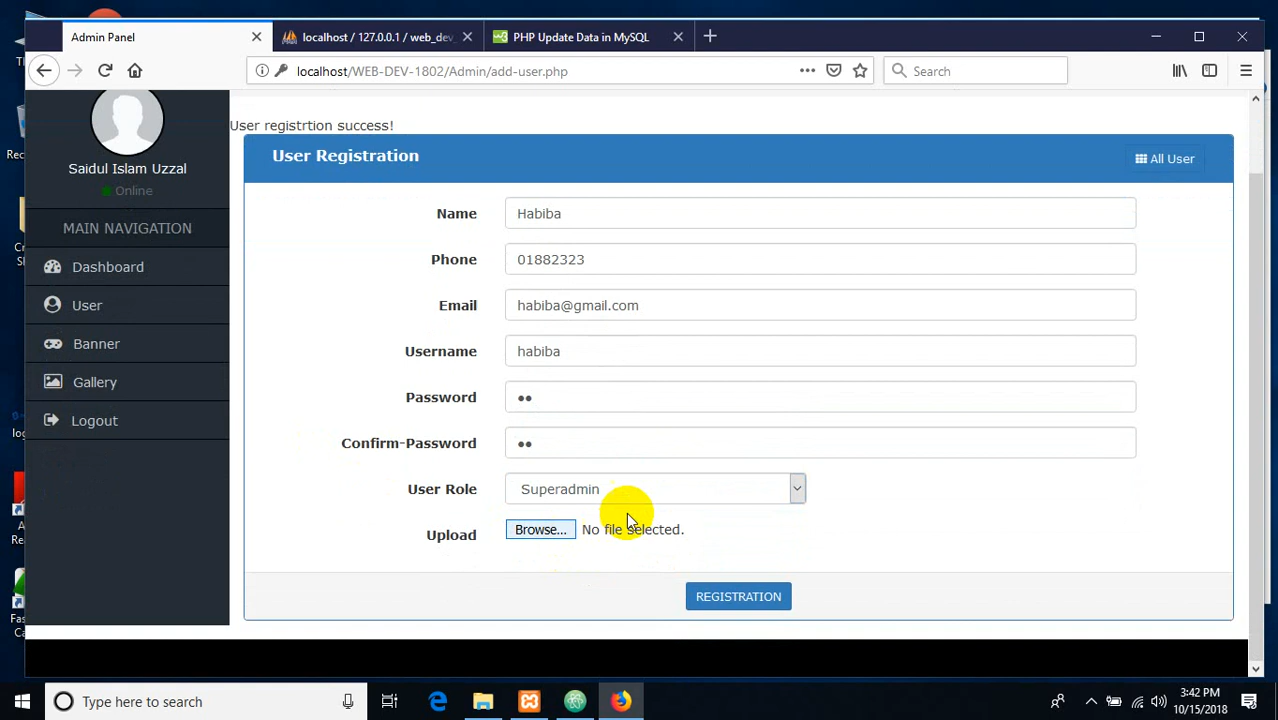 Admin Panel
localhost / 127.0.0.1 / web_dev_
PHP Update Data in MySQL
localhost/WEB-DEV-1802/Admin/add-user.php
Search
Saidul Islam Uzzal
Online
MAIN NAVIGATION
Dashboard
User
Banner
Gallery
Logout
User registrtion success!
User Registration
All User
Name
Habiba
Phone
01882323
Email
habiba@gmail.com
Username
habiba
Password
Confirm-Password
User Role
Superadmin
Upload
Browse...
No file selected.
REGISTRATION
Type here to search
3:42 PM
10/15/2018